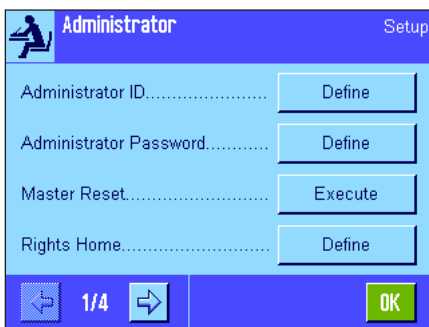 Administrator Setup
Administrator ID...................... Define
Administrator Password............ Define
Master Reset........................... Execute
Rights Home............................ Define
1/4 OK